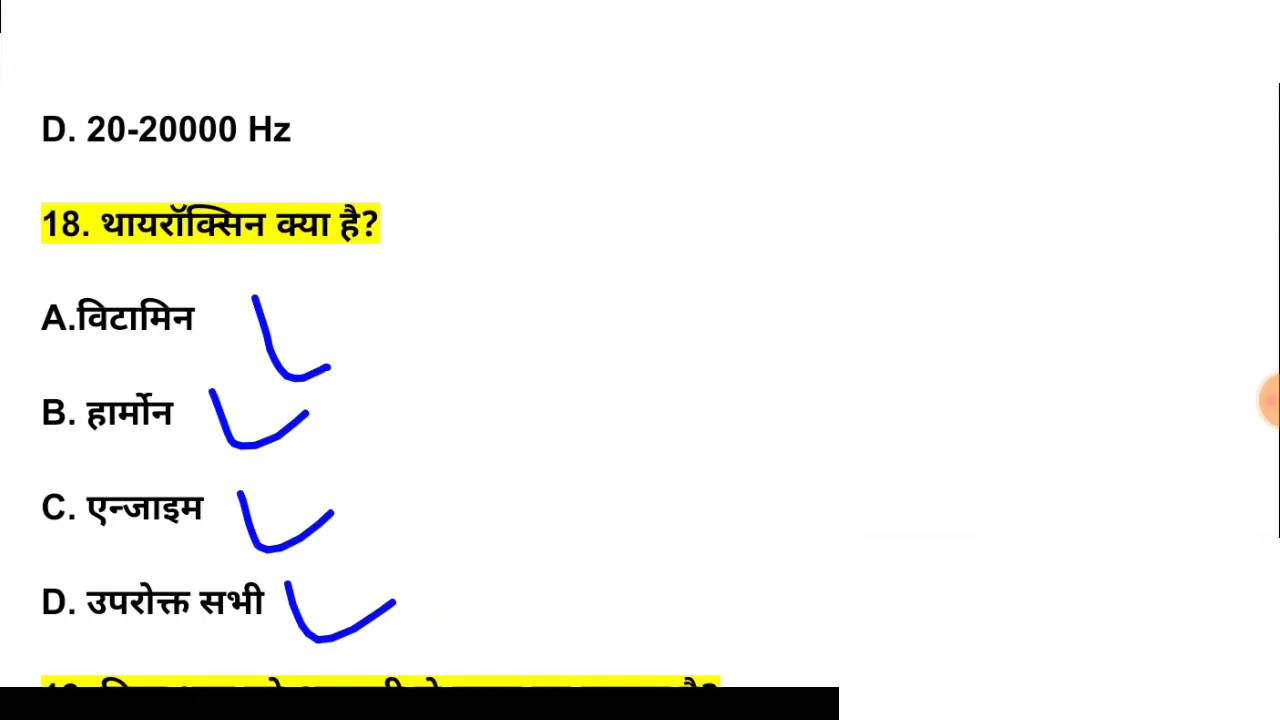 D. 20-20000 Hz
18. थायरॉक्सिन क्या है?
A.विटामिन
B. हार्मोन
C. एन्जाइम
D. उपरोक्त सभी